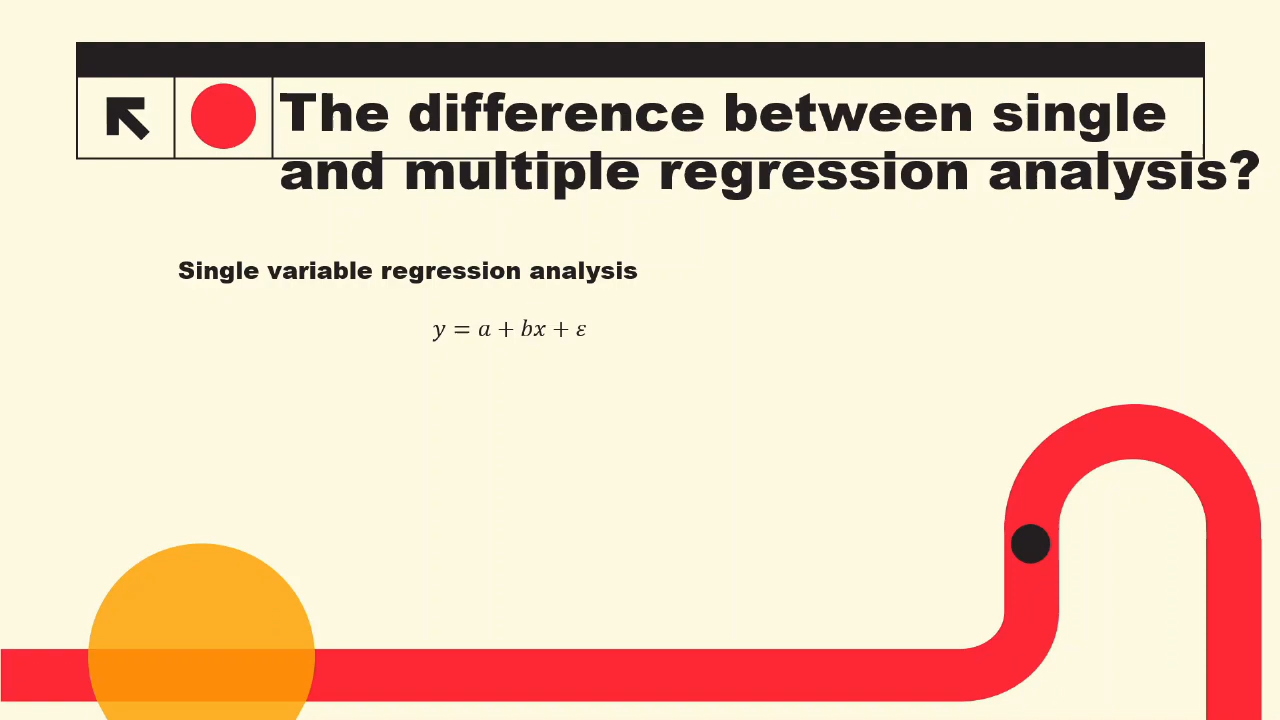 The difference between single
and multiple regression analysis?
Single variable regression analysis
y = a + bx + ε